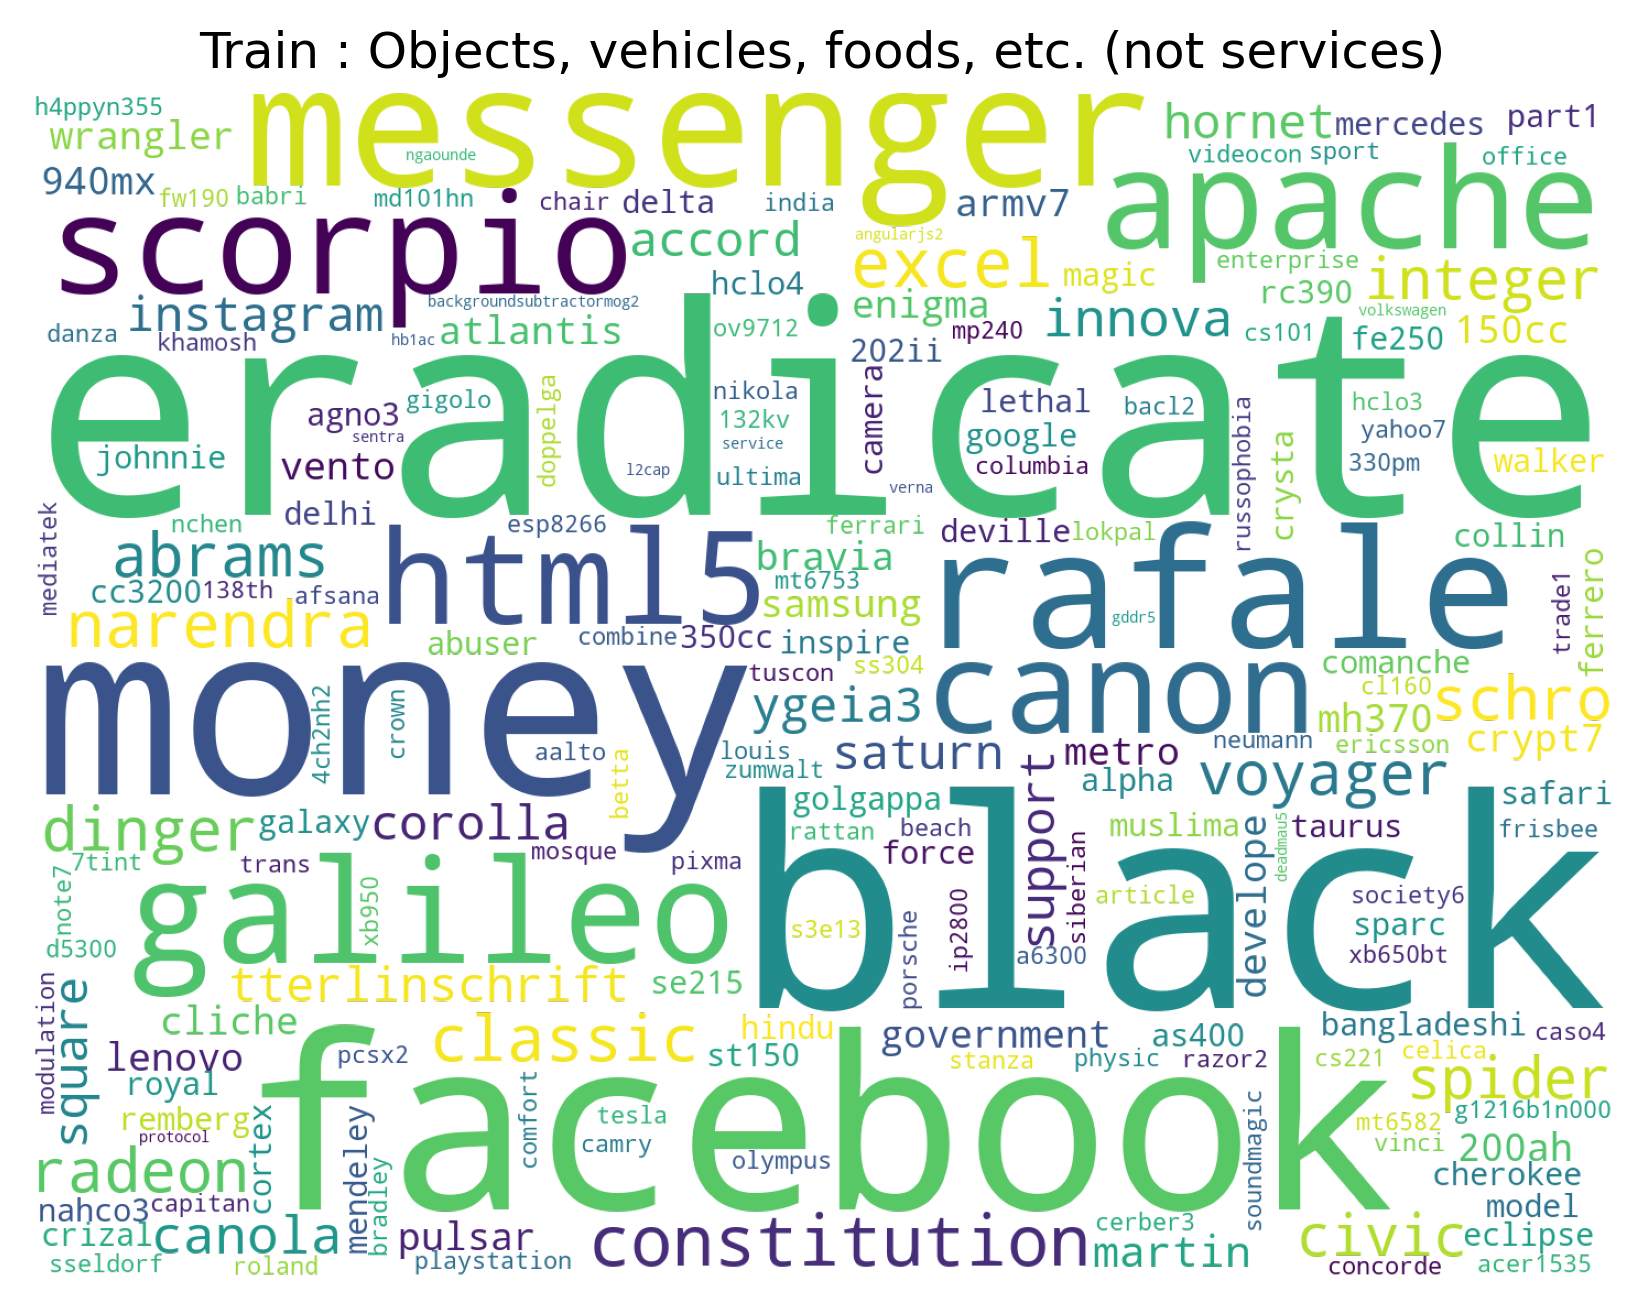 Train : Objects, vehicles, foods, etc. (not services)
h4ppyn355 messenger hornet mercedes part1
wrangler ngaounde videocon sport office
940mx fw190 babri md101hn chair delta india armv7 apache
scorpio accord angularjs2 excel magic enterprise integer
instagram backgroundsubtractormog2 hclo4 enigma rc390 volkswagen
danza khamosh hb1ac atlantis ov9712 mp240 innova cs101 fe250 150cc
202ii
eradicate
agno3 gigolo doppelga nikola camera lethal bacl2 russophobia hclo3
johnnie sentra 132kv service google yahoo7
vento l2cap ultima columbia verna crysta 330pm walker
mediatek nchen delhi esp8266 ferrari deville lokpal collin
abrams html5 bravia rafale
cc3200 138th afsana mt6753 samsung gddr5 trade1 ferrero
narendra abuser combine 350cc inspire
money tuscon ss304 canon comanche
4ch2nh2 crown ygeia3 cl160 schro
mh370
aalto louis saturn metro neumann ericsson crypt7
betta zumwalt support alpha voyager safari
dinger galaxy corolla golgappa muslima develope deadmau5 taurus frisbee
rattan beach
7tint trans mosque pixma force
note7 galileo xb950 black siberian article society6
d5300 s3e13 porsche ip2800 a6300 sparc
xb650bt
modulation square tterlinschrift se215
cliche classic hindu government as400 bangladeshi caso4
lenovo pcsx2 st150 stanza physic razor2 cs221 celica
royal facebook spider
remberg cortex mendeley comfort tesla soundmagic mt6582 g1216b1n000
protocol camry vinci 200ah
radeon bradley olympus cherokee
nahco3 capitan model
crizal canola pulsar constitution cerber3 civic eclipse
sseldorf roland playstation martin concorde acer1535